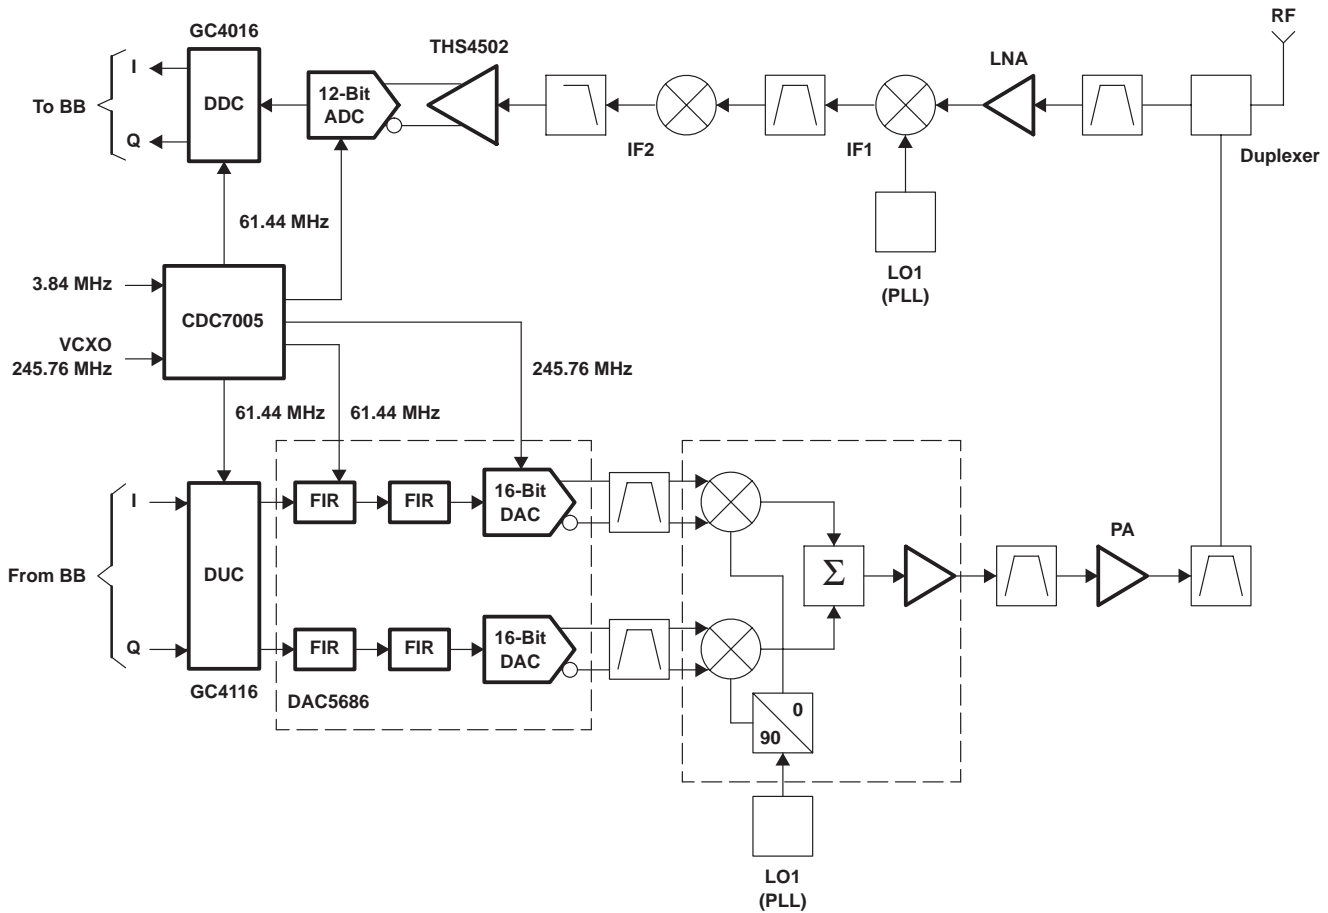 RF
GC4016
THS4502
LNA
I
To BB
DDC
12-Bit
ADC
Q
IF2
IF1
Duplexer
61.44 MHz
LO1
(PLL)
3.84 MHz
CDC7005
VCXO
245.76 MHz
245.76 MHz
61.44 MHz
61.44 MHz
I
FIR
FIR
16-Bit
DAC
PA
From BB
DUC
Σ
Q
FIR
FIR
16-Bit
DAC
GC4116
DAC5686
0
90
LO1
(PLL)